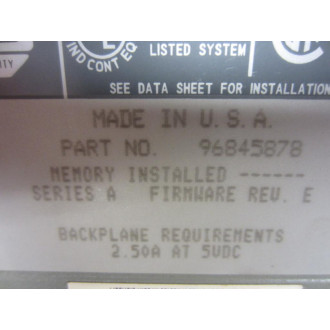 ITY
IND CONT EQ
LISTED SYSTEM
SEE DATA SHEET FOR INSTALLATION
MADE IN U.S.A.
PART NO. 96845878
MEMORY INSTALLED ------
SERIES A FIRMWARE REV. E
BACKPLANE REQUIREMENTS
2.50A AT 5VDC